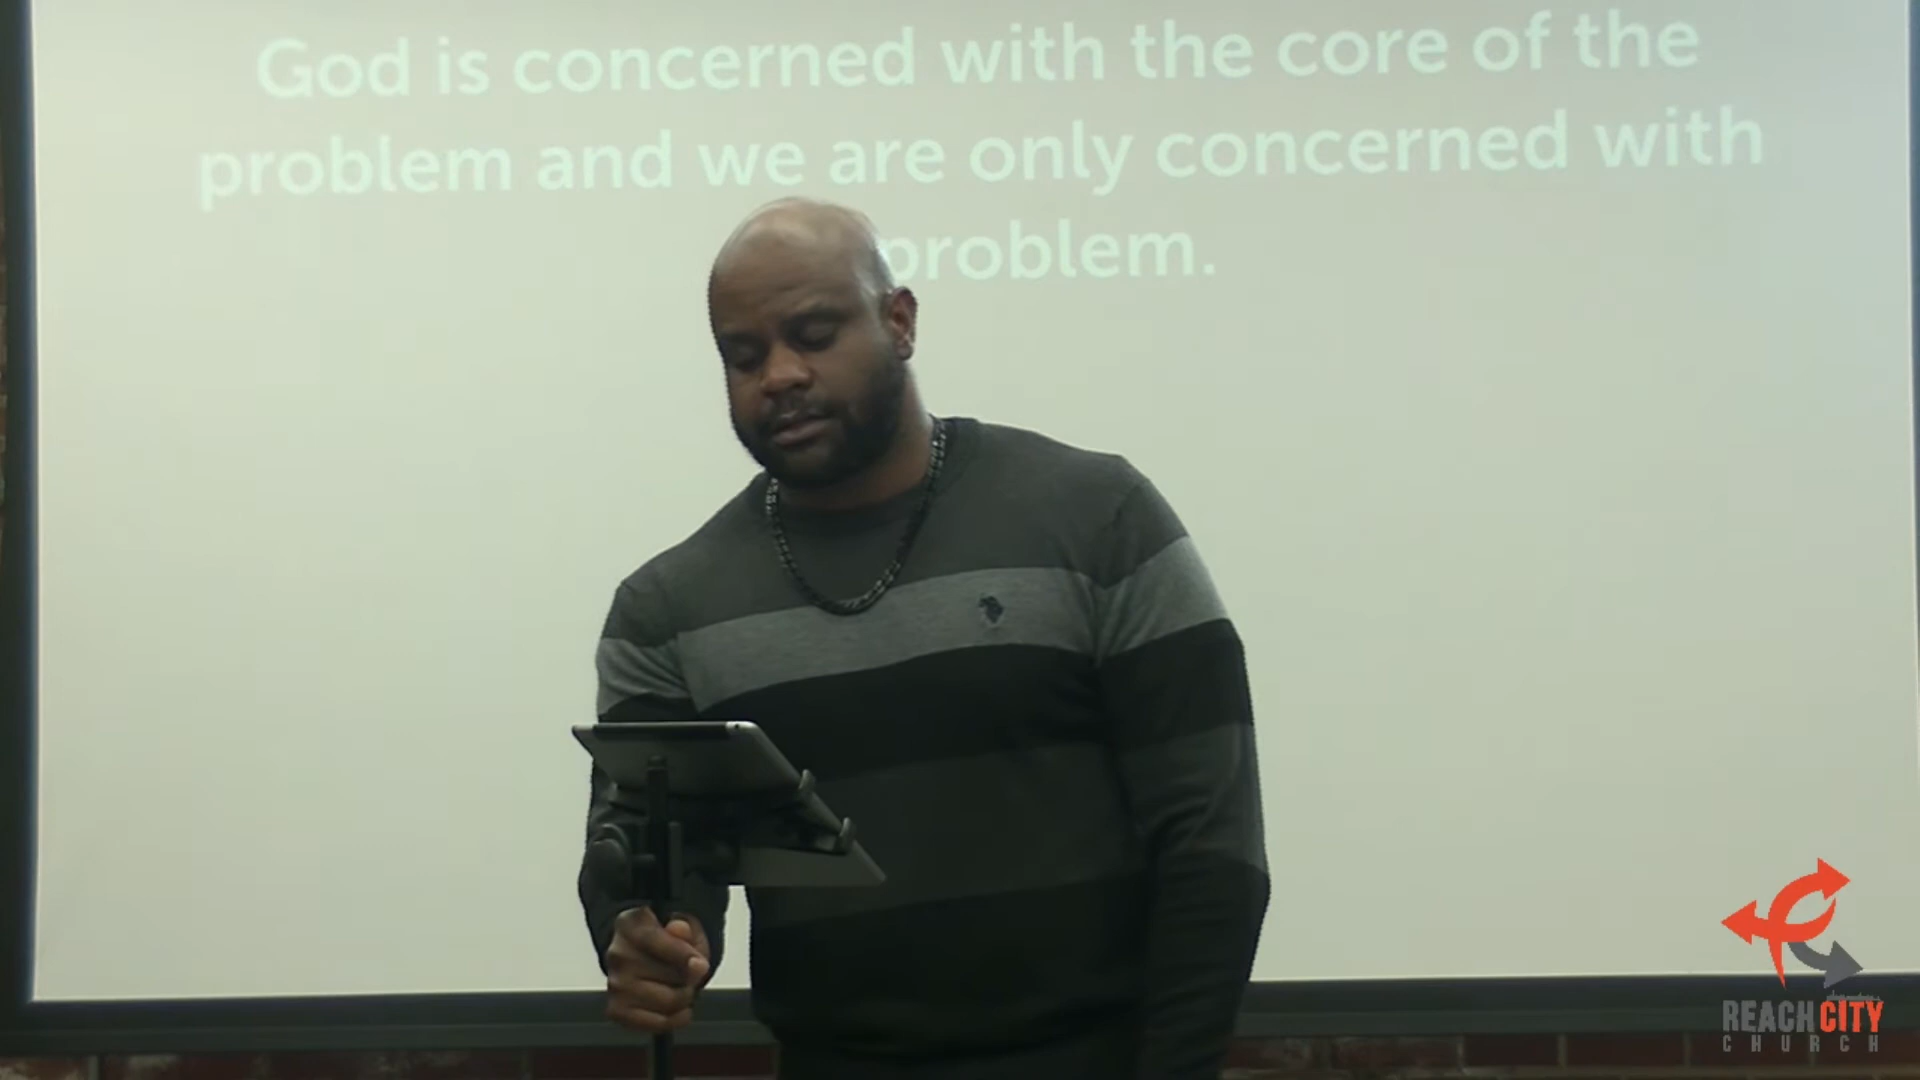 God is concerned with the core of the
problem and we are only concerned with
problem.
REACH CITY
CHURCH